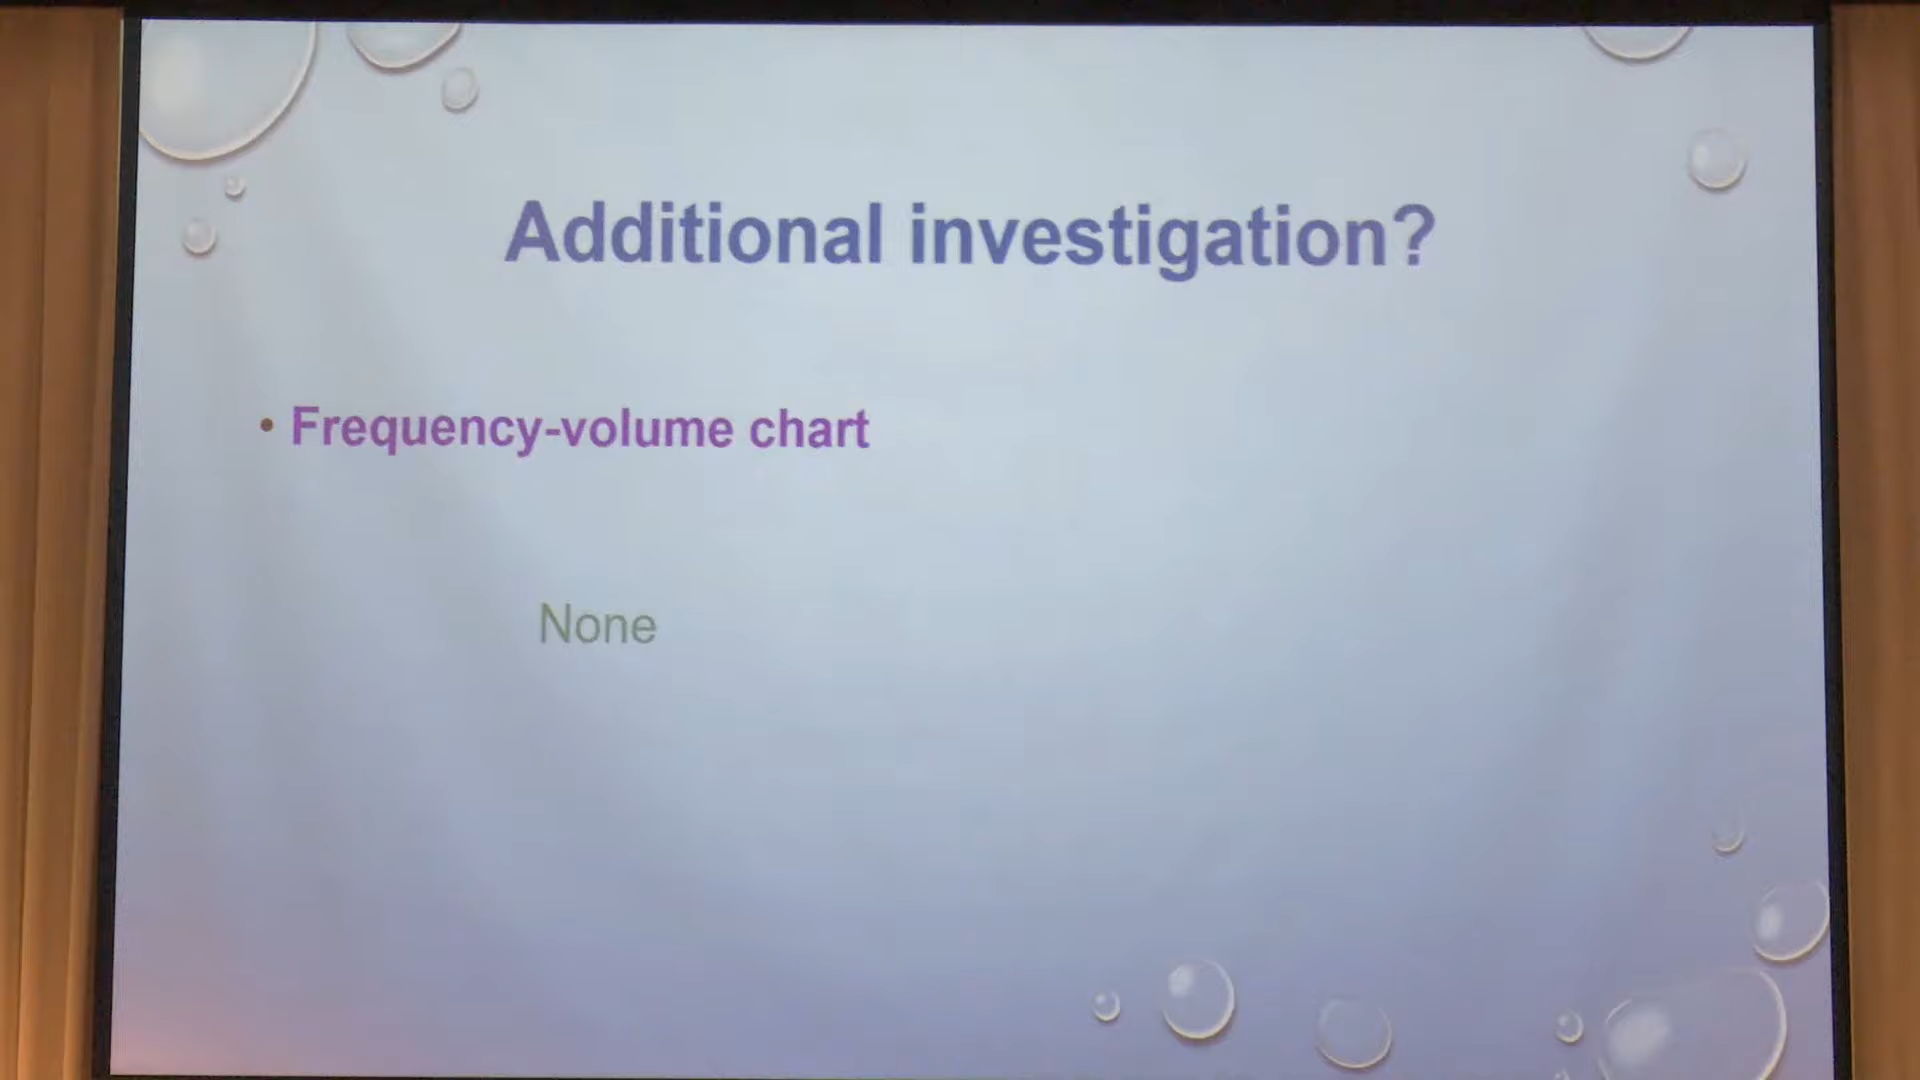 Additional investigation?
• Frequency-volume chart
None